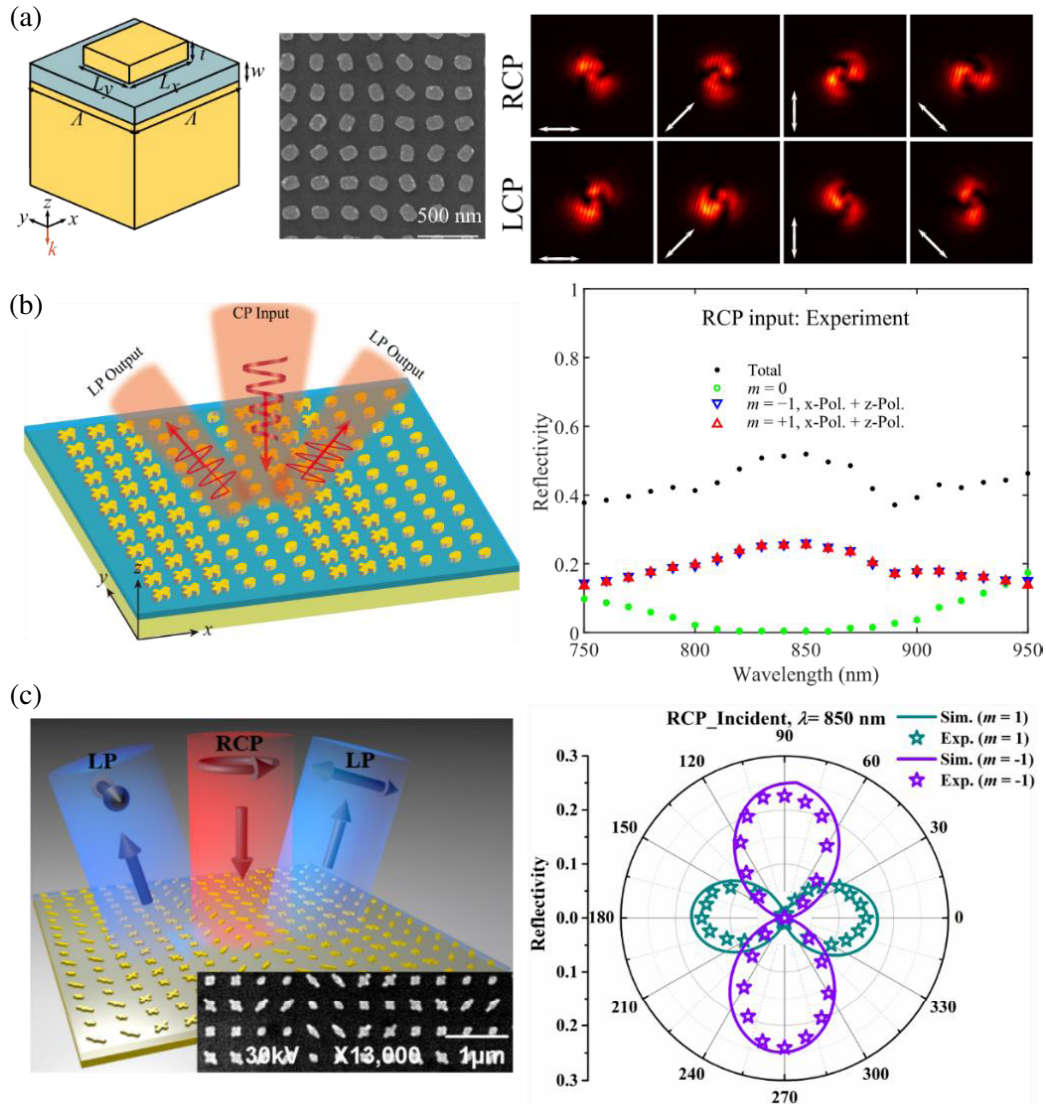 (a)
t
w
Ly
Lx
Λ
Λ
z
y
x
k
500 nm
RCP
LCP
(b)
CP Input
LP Output
LP Output
z
y
x
RCP input: Experiment
Total
m = 0
m = −1, x-Pol. + z-Pol.
m = +1, x-Pol. + z-Pol.
Reflectivity
1
0.8
0.6
0.4
0.2
0
750
800
850
900
950
Wavelength (nm)
(c)
LP
RCP
LP
30kV X13,000 1μm
RCP_Incident, λ= 850 nm
Sim. (m = 1)
Exp. (m = 1)
Sim. (m = -1)
Exp. (m = -1)
Reflectivity
0.3
0.2
0.1
0.0
0.1
0.2
0.3
90
120
60
150
30
180
0
210
330
240
300
270